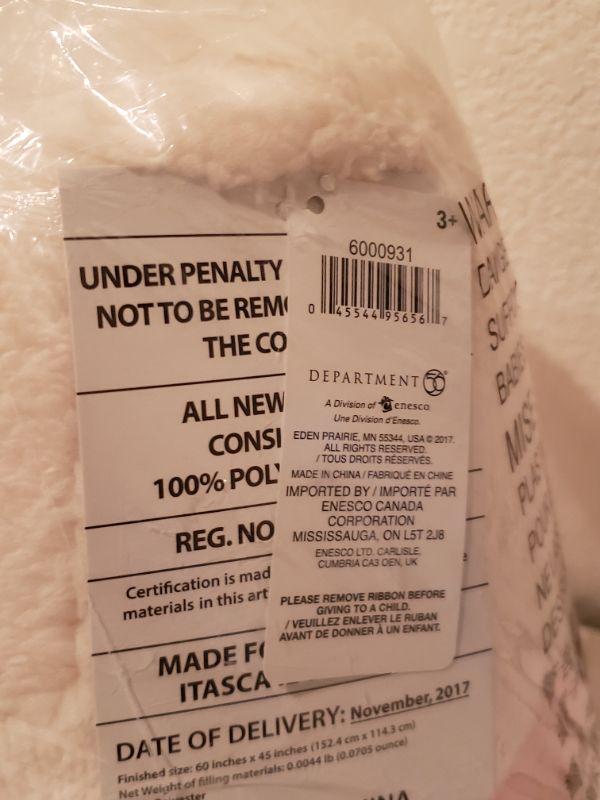 3+
6000931
0 45544 95656 7
DEPARTMENT 56
A Division of enesco
Une Division d'Enesco.
EDEN PRAIRIE, MN 55344, USA © 2017.
ALL RIGHTS RESERVED.
/ TOUS DROITS RÉSERVÉS.
MADE IN CHINA / FABRIQUÉ EN CHINE
IMPORTED BY / IMPORTÉ PAR
ENESCO CANADA
CORPORATION
MISSISSAUGA, ON L5T 2J8
ENESCO LTD. CARLISLE,
CUMBRIA CA3 OEN, UK
PLEASE REMOVE RIBBON BEFORE
GIVING TO A CHILD.
/ VEUILLEZ ENLEVER LE RUBAN
AVANT DE DONNER À UN ENFANT.
UNDER PENALTY
NOT TO BE REM
THE CO
ALL NEW
CONSI
100% POLY
REG. NO
Certification is mad
materials in this art
MADE FO
ITASCA
DATE OF DELIVERY: November, 2017
Finished size: 60 inches x 45 inches (152.4 cm x 114.3 cm)
Net Weight of filling materials: 0.0044 lb (0.0705 ounce)